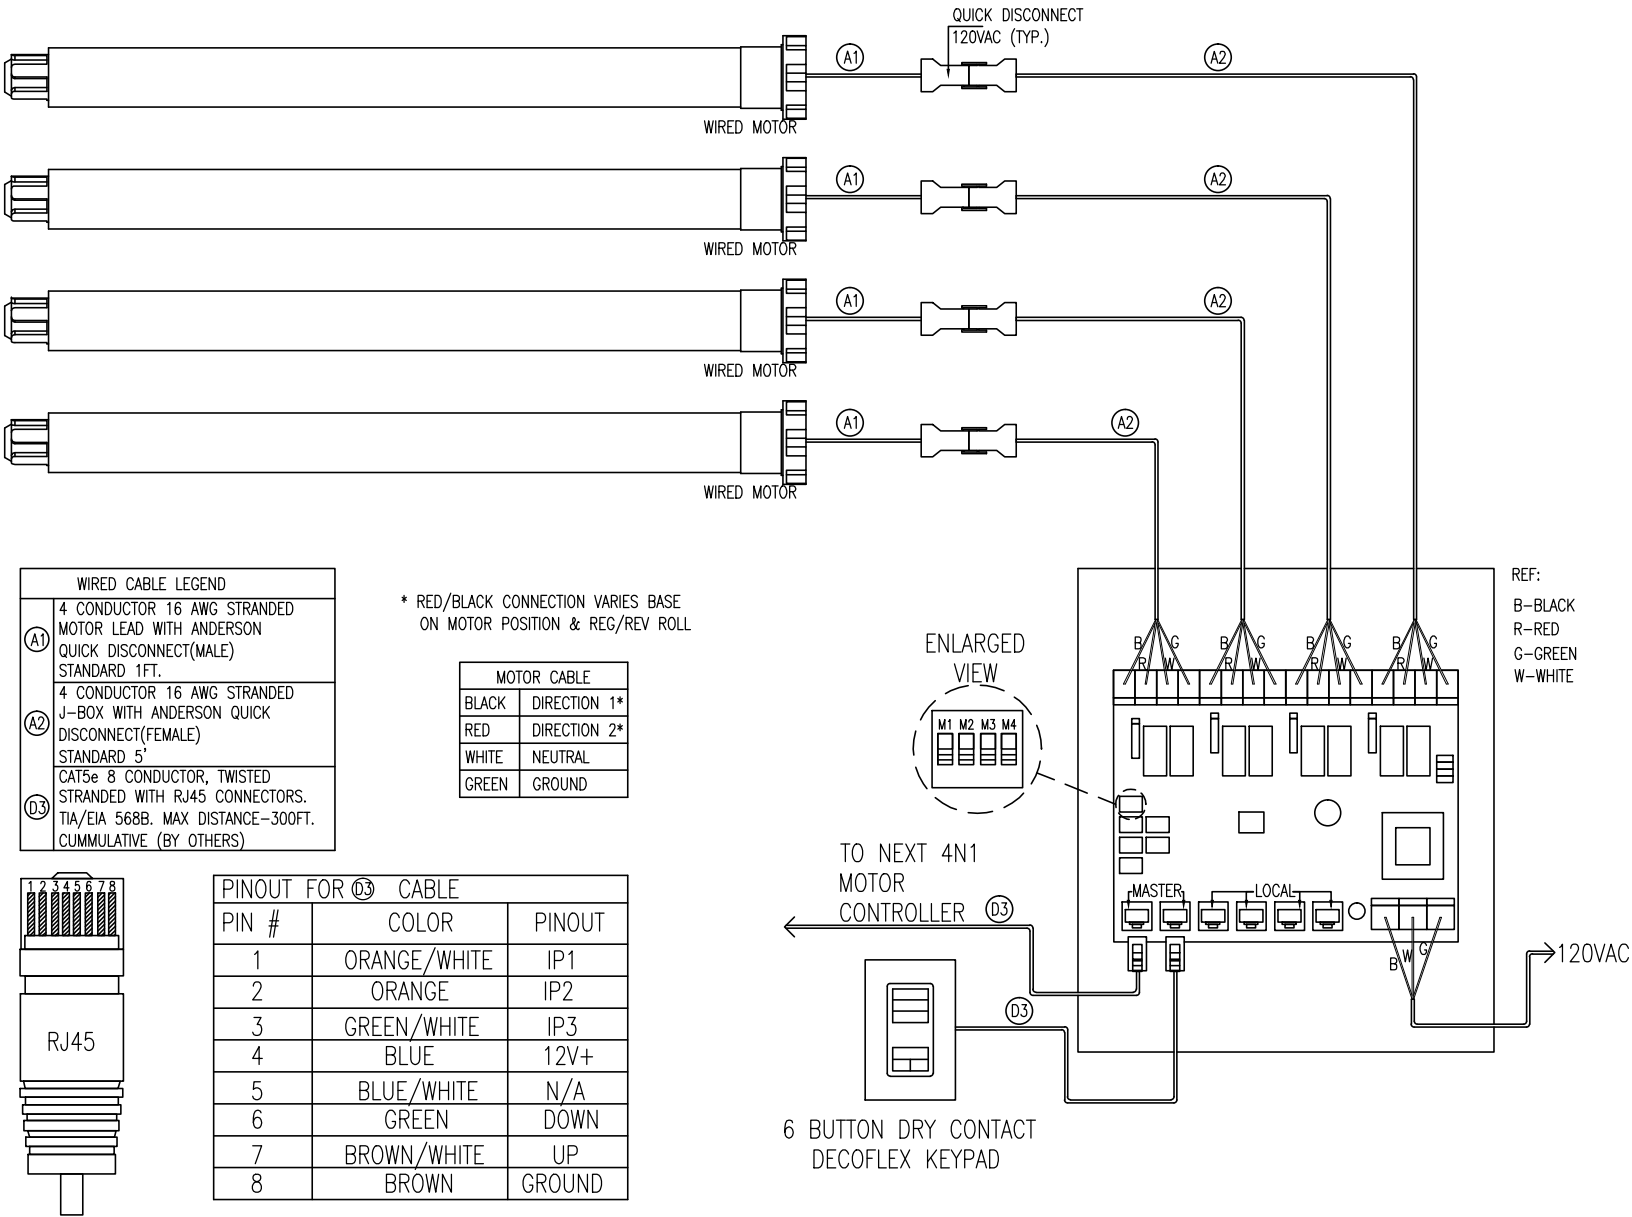 QUICK DISCONNECT
120VAC (TYP.)
A1
A2
WIRED MOTOR
A1
A2
WIRED MOTOR
A1
A2
WIRED MOTOR
A1
A2
WIRED MOTOR
WIRED CABLE LEGEND
A1
4 CONDUCTOR 16 AWG STRANDED
MOTOR LEAD WITH ANDERSON
QUICK DISCONNECT(MALE)
STANDARD 1FT.
A2
4 CONDUCTOR 16 AWG STRANDED
J-BOX WITH ANDERSON QUICK
DISCONNECT(FEMALE)
STANDARD 5'
D3
CAT5e 8 CONDUCTOR, TWISTED
STRANDED WITH RJ45 CONNECTORS.
TIA/EIA 568B. MAX DISTANCE-300FT.
CUMMULATIVE (BY OTHERS)
* RED/BLACK CONNECTION VARIES BASE
ON MOTOR POSITION & REG/REV ROLL
MOTOR CABLE
BLACK DIRECTION 1*
RED DIRECTION 2*
WHITE NEUTRAL
GREEN GROUND
REF:
B-BLACK
R-RED
G-GREEN
W-WHITE
B G B G B G B G
R W R W R W R W
ENLARGED
VIEW
M1 M2 M3 M4
MASTER
LOCAL
TO NEXT 4N1
MOTOR
CONTROLLER D3
B W G
120VAC
D3
6 BUTTON DRY CONTACT
DECOFLEX KEYPAD
1 2 3 4 5 6 7 8
RJ45
PINOUT FOR D3 CABLE
PIN # COLOR PINOUT
1 ORANGE/WHITE IP1
2 ORANGE IP2
3 GREEN/WHITE IP3
4 BLUE 12V+
5 BLUE/WHITE N/A
6 GREEN DOWN
7 BROWN/WHITE UP
8 BROWN GROUND